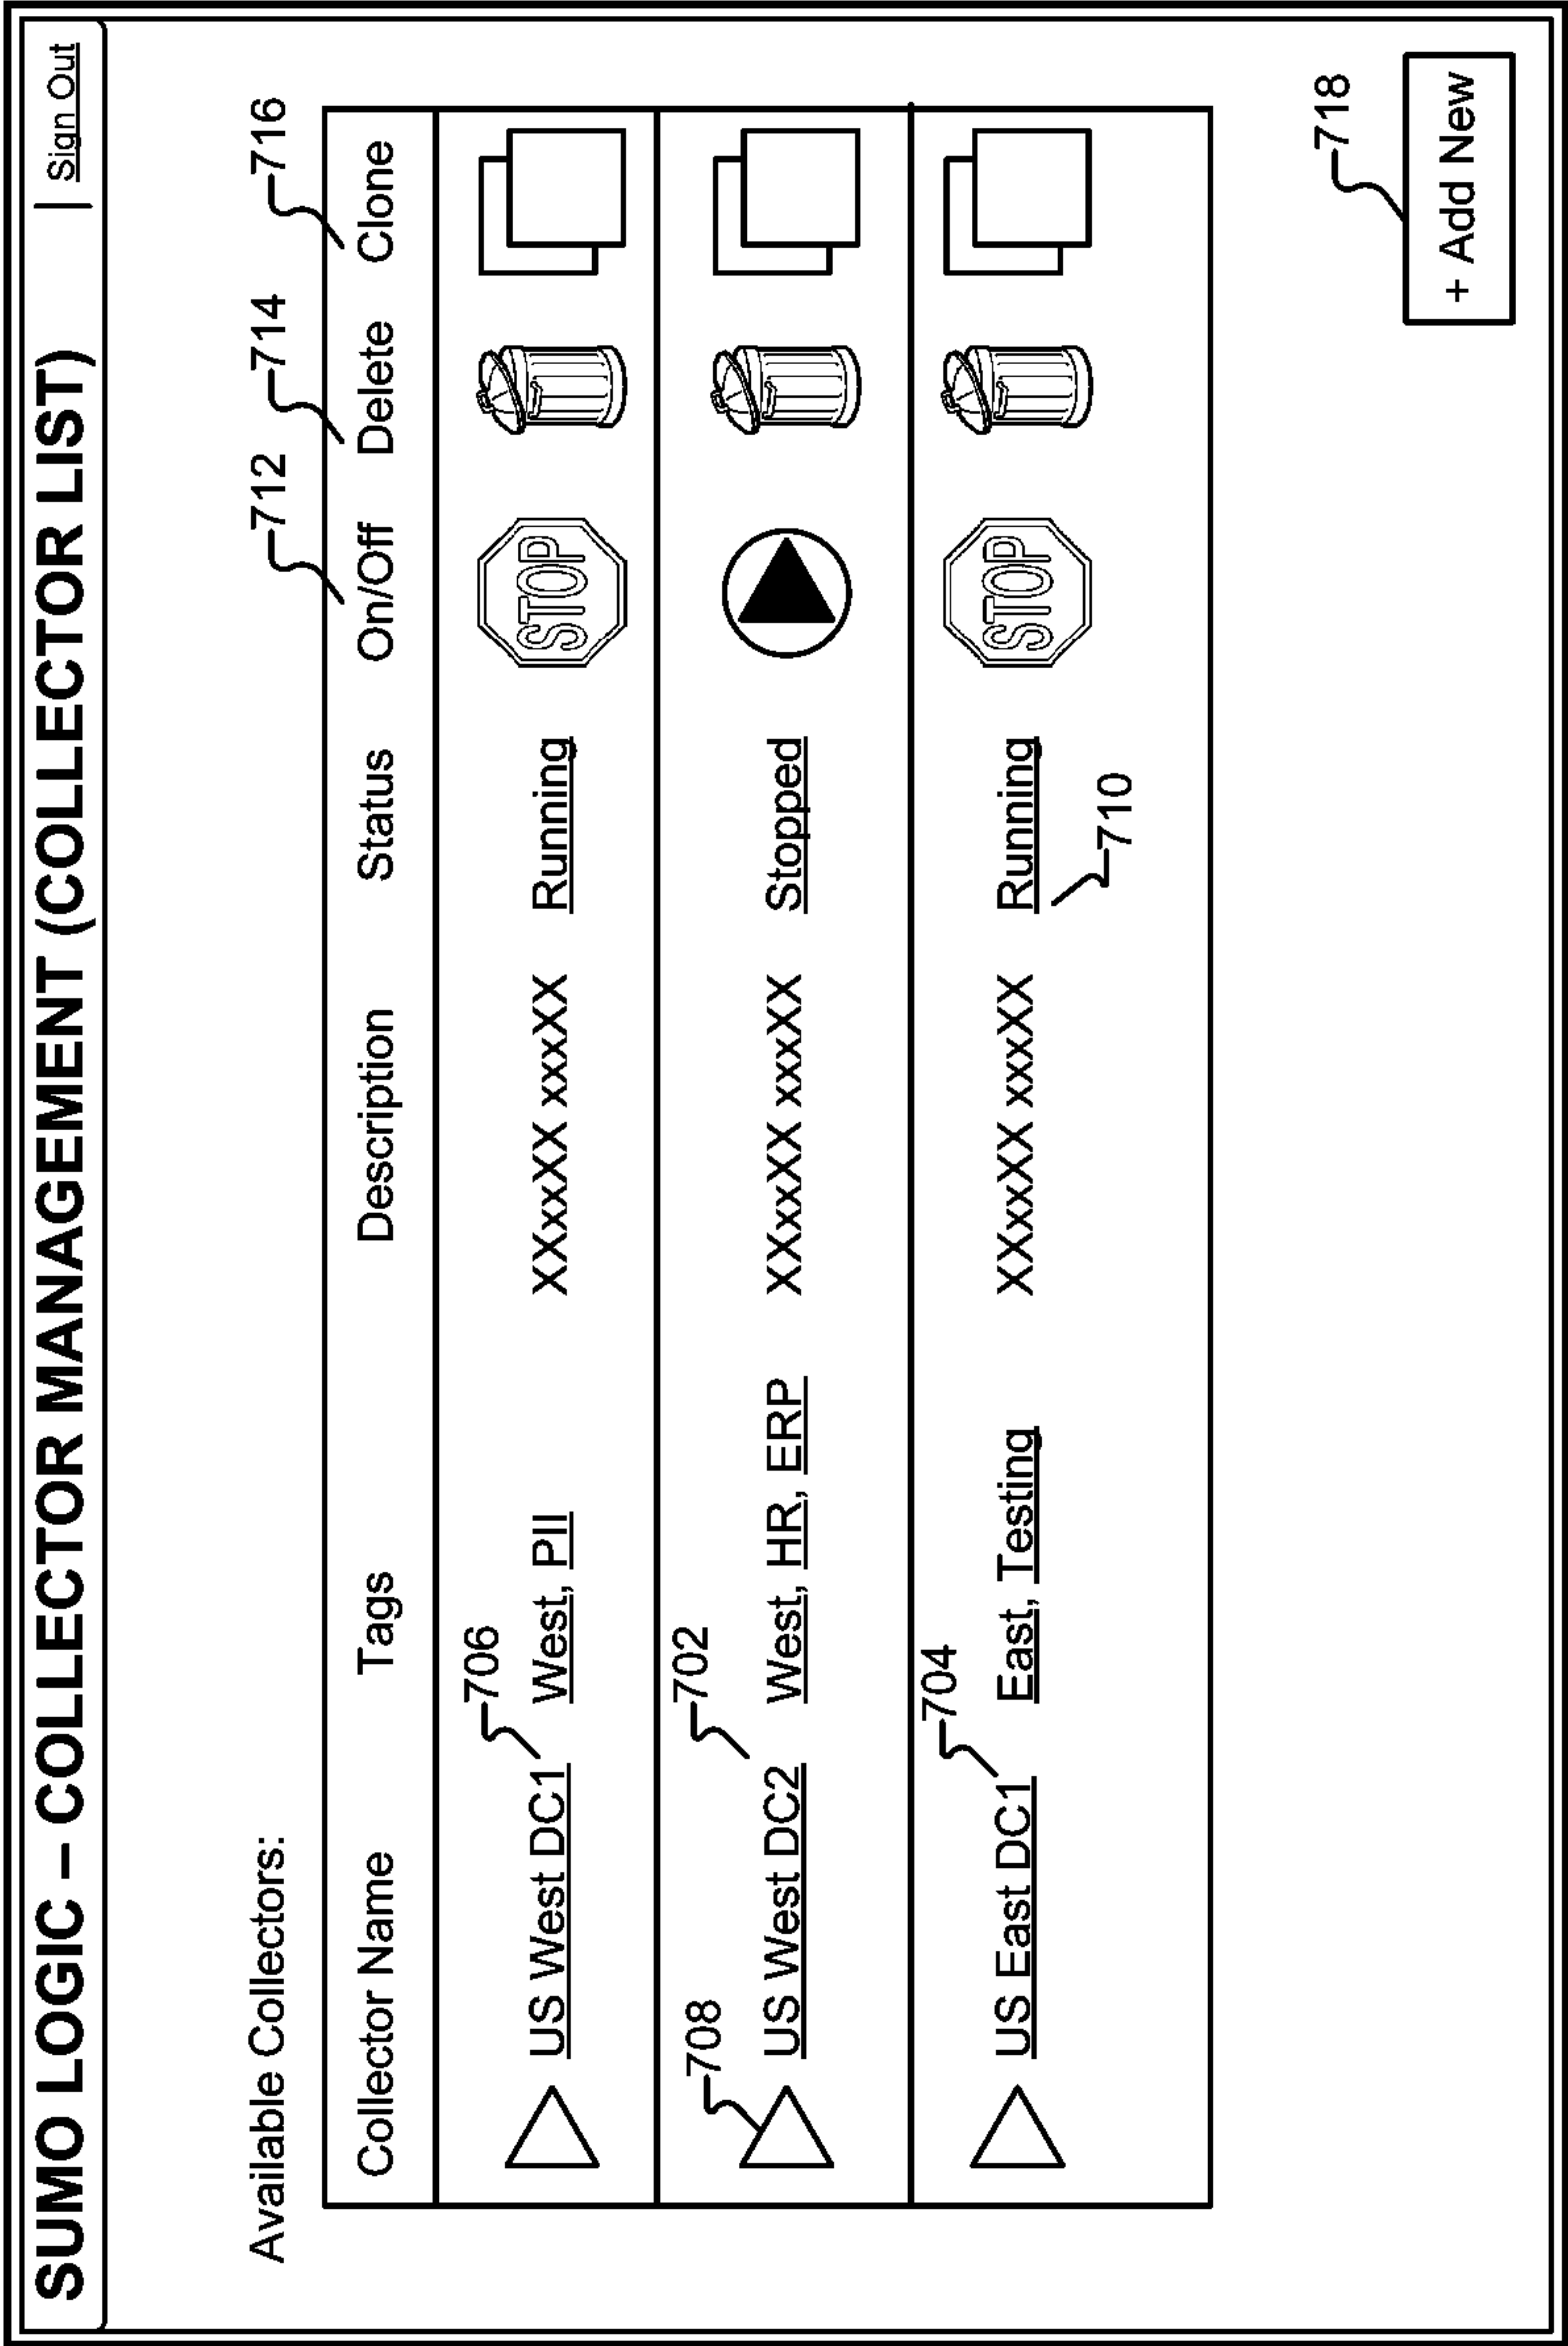 SUMO LOGIC – COLLECTOR MANAGEMENT (COLLECTOR LIST) | Sign Out
Available Collectors:
712 714 716
Collector Name Tags Description Status On/Off Delete Clone
706
US West DC1 West, PII XXxxXX xxxXX Running STOP
708 702
US West DC2 West, HR, ERP XXxxXX xxxXX Stopped
704
US East DC1 East, Testing XXxxXX xxxXX Running STOP
710
718
+ Add New